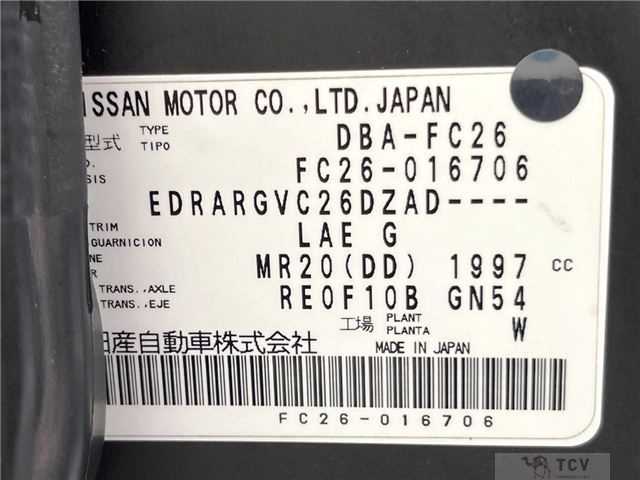 ISSAN MOTOR CO.,LTD.JAPAN
型式 TYPE TIPO DBA-FC26
O. SIS FC26-016706
EDRARGVC26DZAD----
TRIM GUARNICION LAE G
NE R MR20(DD) 1997 CC
TRANS.,AXLE TRANS.,EJE RE0F10B GN54
工場 PLANT PLANTA W
日産自動車株式会社 MADE IN JAPAN
FC26-016706
TCV